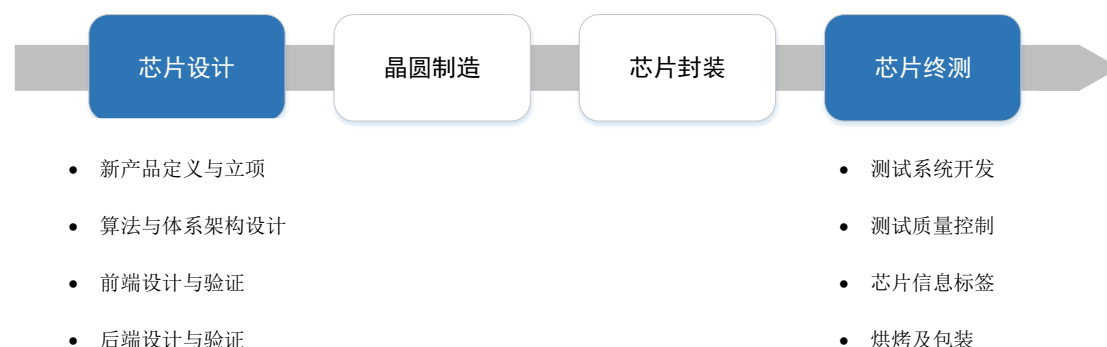 芯片设计
晶圆制造
芯片封装
芯片终测
● 新产品定义与立项
● 算法与体系架构设计
● 前端设计与验证
● 后端设计与验证
● 测试系统开发
● 测试质量控制
● 芯片信息标签
● 烘烤及包装